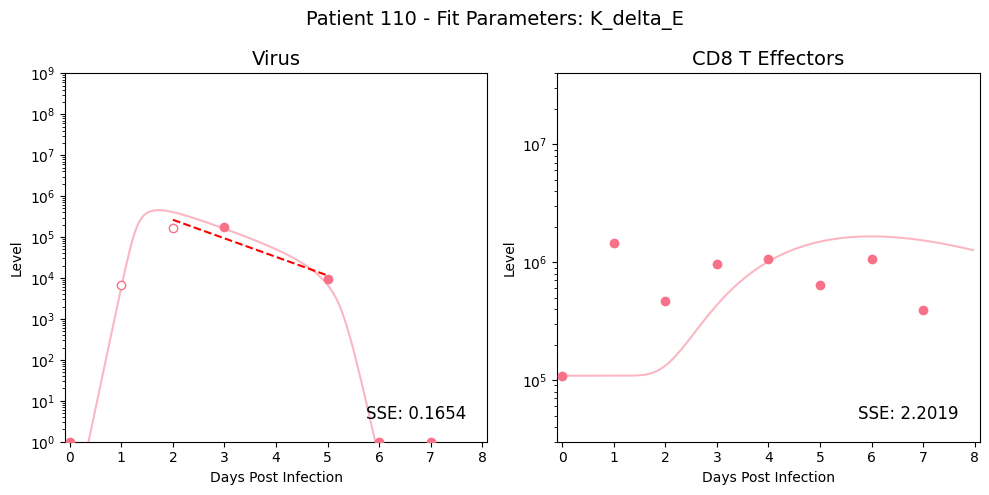 Patient 110 - Fit Parameters: K_delta_E
Virus
CD8 T Effectors
10^9
10^8
10^7
10^6
10^5
10^4
10^3
10^2
10^1
10^0
Level
SSE: 0.1654
0 1 2 3 4 5 6 7 8
Days Post Infection
10^7
10^6
10^5
Level
SSE: 2.2019
0 1 2 3 4 5 6 7 8
Days Post Infection